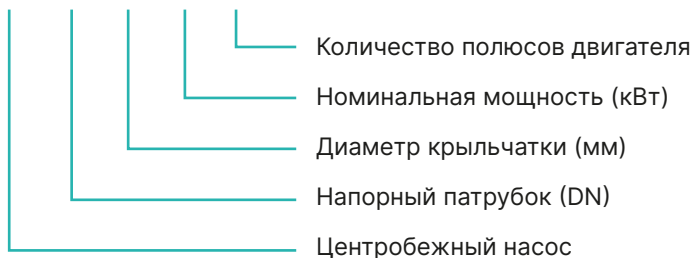 Количество полюсов двигателя
Номинальная мощность (кВт)
Диаметр крыльчатки (мм)
Напорный патрубок (DN)
Центробежный насос